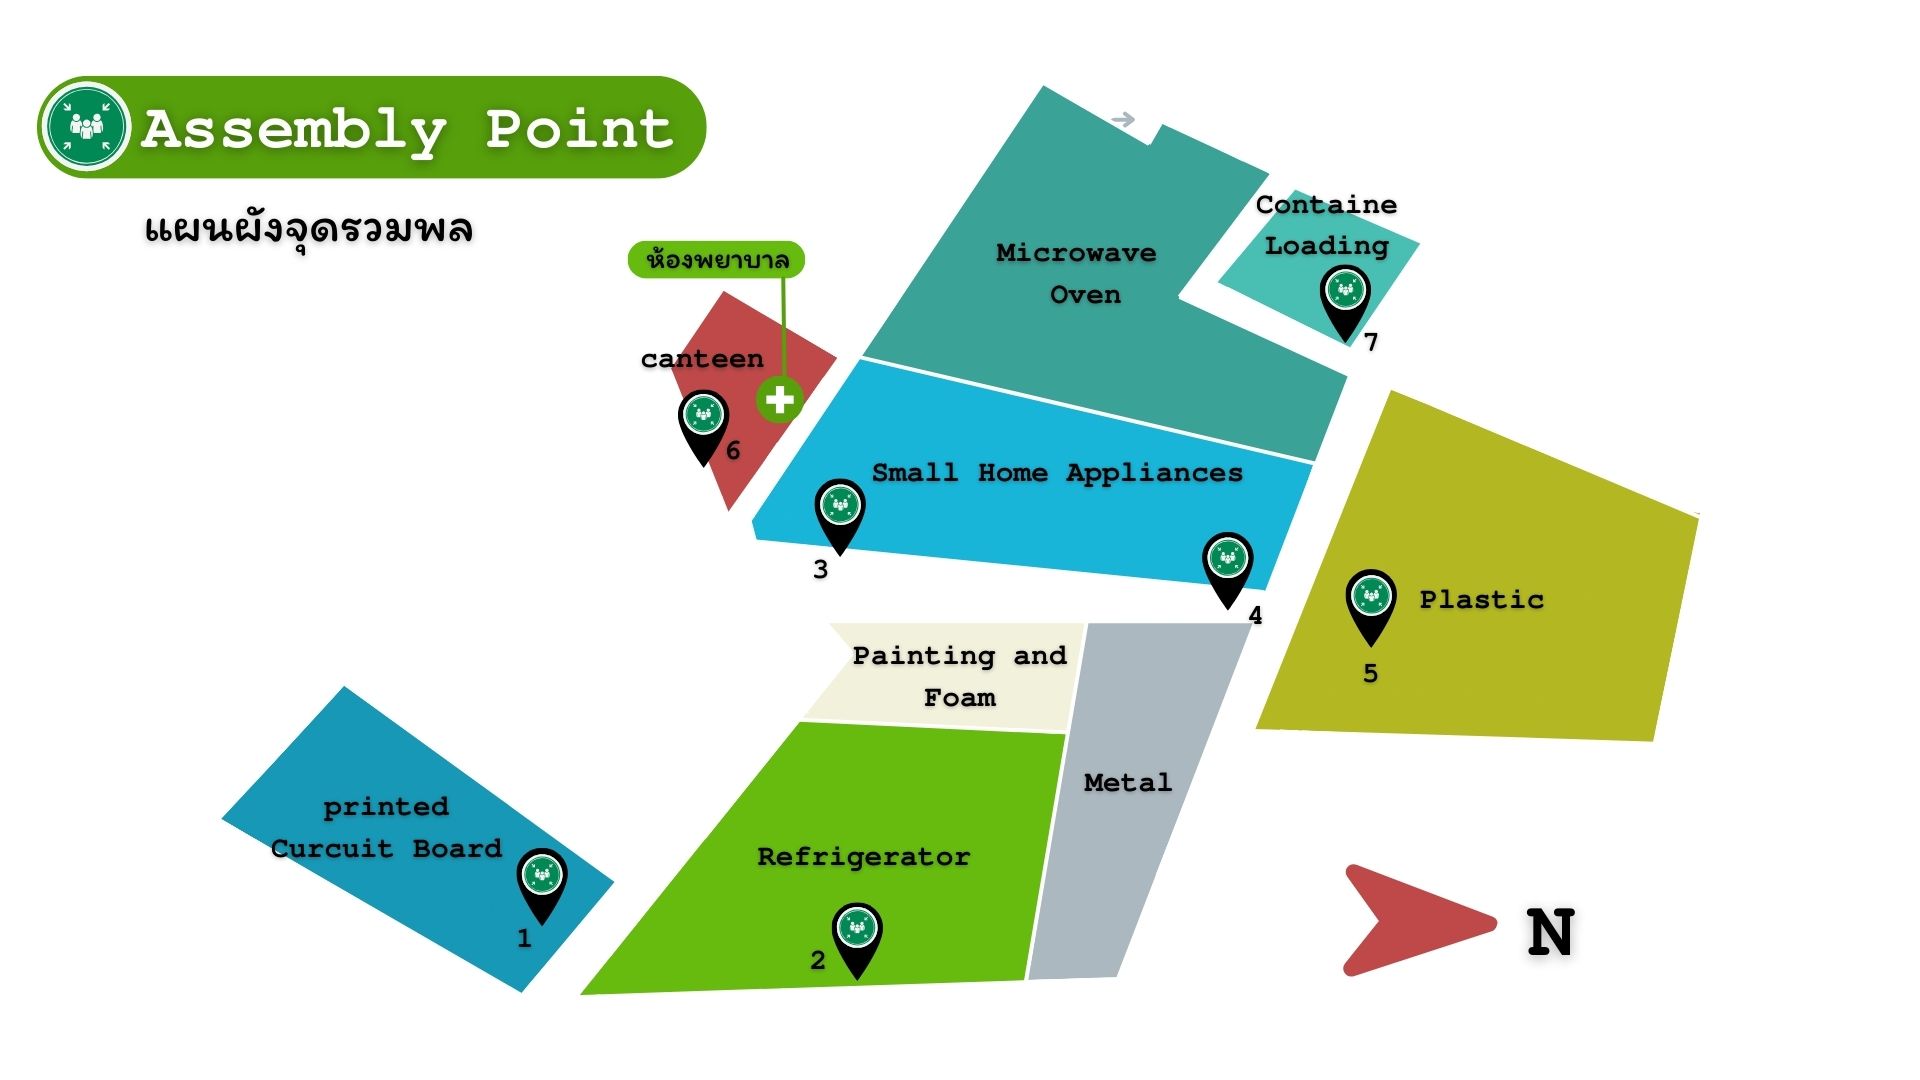 Assembly Point
แผนผังจุดรวมพล
ห้องพยาบาล
Microwave
Oven
Containe
Loading
7
canteen
6
Small Home Appliances
3
4
Plastic
5
Painting and
Foam
Metal
printed
Curcuit Board
1
Refrigerator
2
N